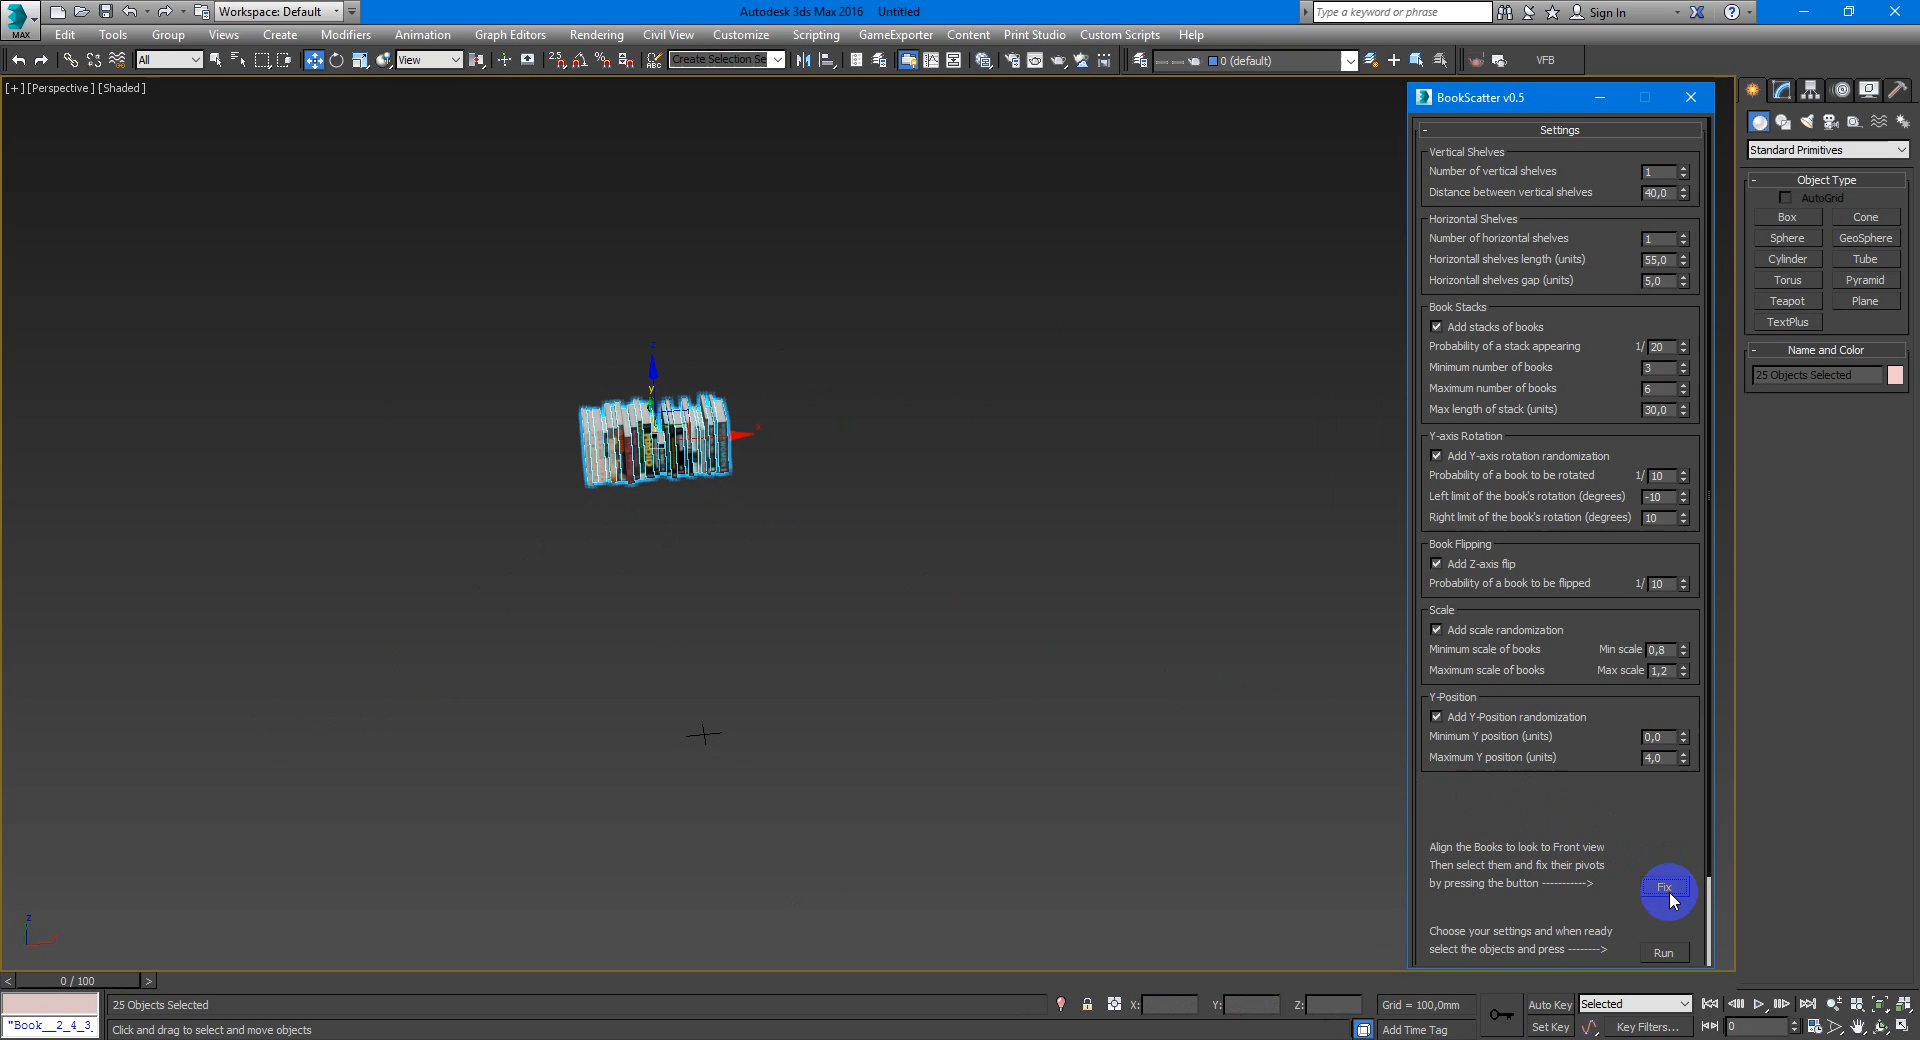 Workspace: Default
Autodesk 3ds Max 2016 Untitled
Type a keyword or phrase
Sign In
MAX
Edit Tools Group Views Create Modifiers Animation Graph Editors Rendering Civil View Customize Scripting GameExporter Content Print Studio Custom Scripts Help
All
View
Create Selection Se
0 (default)
VFB
[+] [Perspective ] [Shaded ]
BookScatter v0.5
Settings
Vertical Shelves
Number of vertical shelves 1
Distance between vertical shelves 40,0
Horizontal Shelves
Number of horizontal shelves 1
Horizontall shelves length (units) 55,0
Horizontall shelves gap (units) 5,0
Book Stacks
Add stacks of books
Probability of a stack appearing 1/ 20
Minimum number of books 3
Maximum number of books 6
Max length of stack (units) 30,0
Y-axis Rotation
Add Y-axis rotation randomization
Probability of a book to be rotated 1/ 10
Left limit of the book's rotation (degrees) -10
Right limit of the book's rotation (degrees) 10
Book Flipping
Add Z-axis flip
Probability of a book to be flipped 1/ 10
Scale
Add scale randomization
Minimum scale of books Min scale 0,8
Maximum scale of books Max scale 1,2
Y-Position
Add Y-Position randomization
Minimum Y position (units) 0,0
Maximum Y position (units) 4,0
Align the Books to look to Front view
Then select them and fix their pivots
by pressing the button ----------->
Fix
Choose your settings and when ready
select the objects and press -------->
Run
Standard Primitives
Object Type
AutoGrid
Box Cone
Sphere GeoSphere
Cylinder Tube
Torus Pyramid
Teapot Plane
TextPlus
Name and Color
25 Objects Selected
z
y
x
z
x
< 0 / 100 >
25 Objects Selected
X: Y: Z:
Grid = 100,0mm
Auto Key
Selected
"Book__2_4_3_
Click and drag to select and move objects
Add Time Tag
Set Key
Key Filters...
0